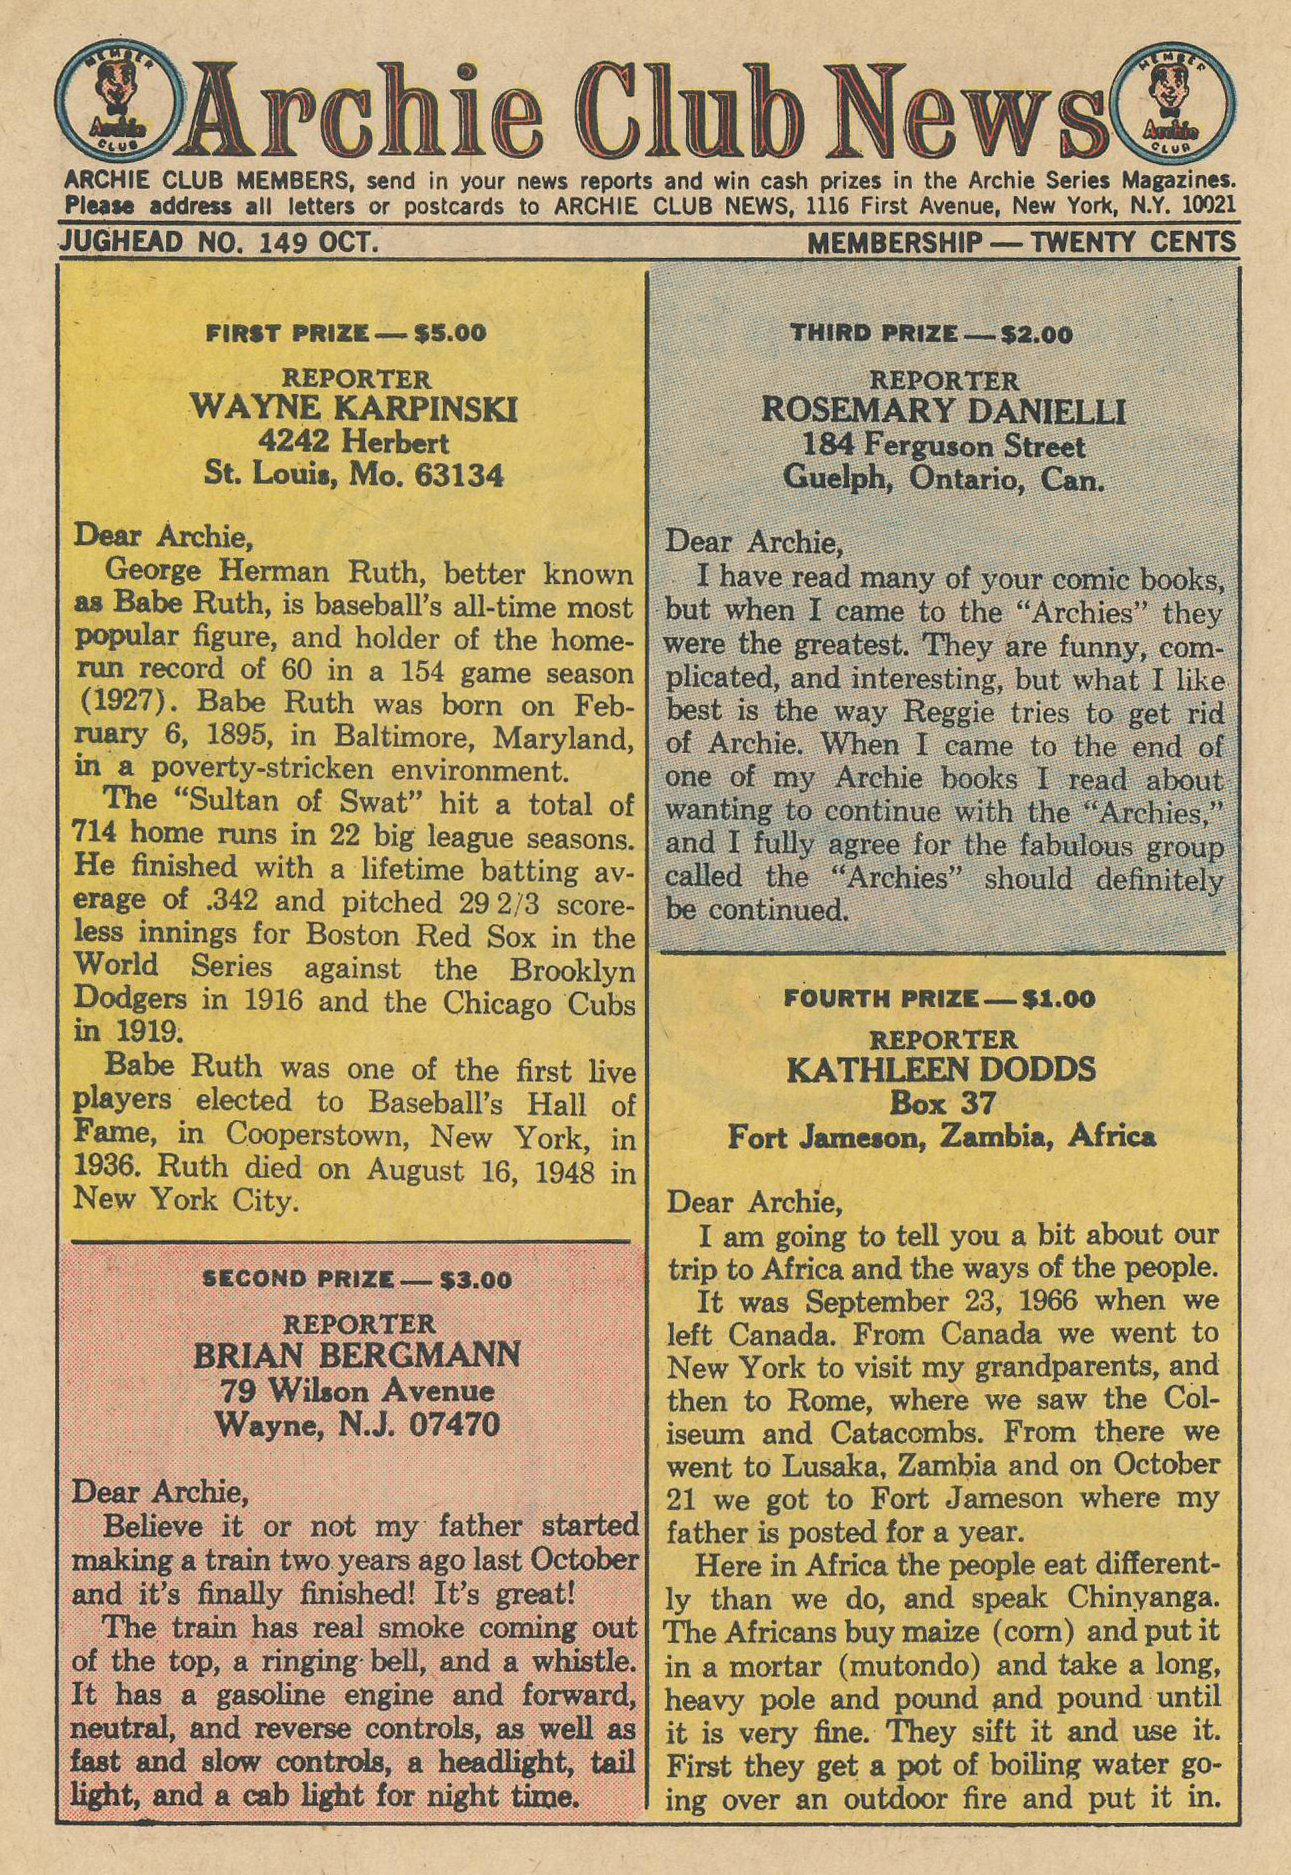 MEMBER
Archie
CLUB
Archie Club News
MEMBER
Archie
CLUB
ARCHIE CLUB MEMBERS, send in your news reports and win cash prizes in the Archie Series Magazines.
Please address all letters or postcards to ARCHIE CLUB NEWS, 1116 First Avenue, New York, N.Y. 10021
JUGHEAD NO. 149 OCT.
MEMBERSHIP — TWENTY CENTS
FIRST PRIZE — $5.00
REPORTER
WAYNE KARPINSKI
4242 Herbert
St. Louis, Mo. 63134
Dear Archie,
George Herman Ruth, better known
as Babe Ruth, is baseball's all-time most
popular figure, and holder of the home-
run record of 60 in a 154 game season
(1927). Babe Ruth was born on Feb-
ruary 6, 1895, in Baltimore, Maryland,
in a poverty-stricken environment.
The “Sultan of Swat” hit a total of
714 home runs in 22 big league seasons.
He finished with a lifetime batting av-
erage of .342 and pitched 29 2/3 score-
less innings for Boston Red Sox in the
World Series against the Brooklyn
Dodgers in 1916 and the Chicago Cubs
in 1919.
Babe Ruth was one of the first live
players elected to Baseball's Hall of
Fame, in Cooperstown, New York, in
1936. Ruth died on August 16, 1948 in
New York City.
SECOND PRIZE — $3.00
REPORTER
BRIAN BERGMANN
79 Wilson Avenue
Wayne, N.J. 07470
Dear Archie,
Believe it or not my father started
making a train two years ago last October
and it's finally finished! It's great!
The train has real smoke coming out
of the top, a ringing bell, and a whistle.
It has a gasoline engine and forward,
neutral, and reverse controls, as well as
fast and slow controls, a headlight, tail
light, and a cab light for night time.
THIRD PRIZE — $2.00
REPORTER
ROSEMARY DANIELLI
184 Ferguson Street
Guelph, Ontario, Can.
Dear Archie,
I have read many of your comic books,
but when I came to the “Archies” they
were the greatest. They are funny, com-
plicated, and interesting, but what I like
best is the way Reggie tries to get rid
of Archie. When I came to the end of
one of my Archie books I read about
wanting to continue with the “Archies,”
and I fully agree for the fabulous group
called the “Archies” should definitely
be continued.
FOURTH PRIZE — $1.00
REPORTER
KATHLEEN DODDS
Box 37
Fort Jameson, Zambia, Africa
Dear Archie,
I am going to tell you a bit about our
trip to Africa and the ways of the people.
It was September 23, 1966 when we
left Canada. From Canada we went to
New York to visit my grandparents, and
then to Rome, where we saw the Col-
iseum and Catacombs. From there we
went to Lusaka, Zambia and on October
21 we got to Fort Jameson where my
father is posted for a year.
Here in Africa the people eat different-
ly than we do, and speak Chinyanga.
The Africans buy maize (corn) and put it
in a mortar (mutondo) and take a long,
heavy pole and pound and pound until
it is very fine. They sift it and use it.
First they get a pot of boiling water go-
ing over an outdoor fire and put it in.